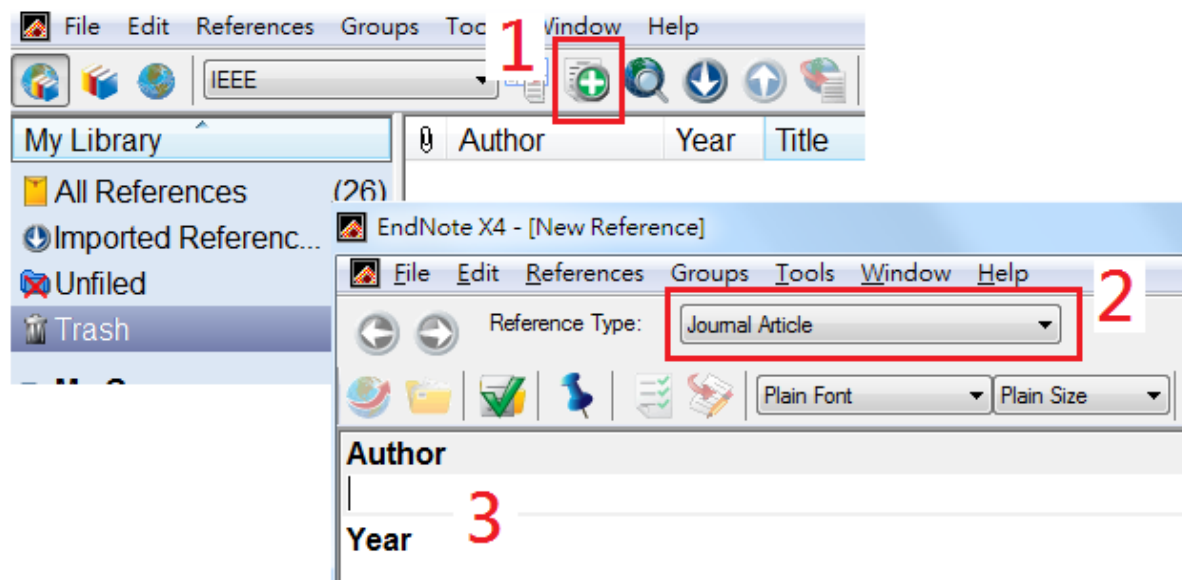 File Edit References Groups Too Window Help
1
IEEE
My Library
Author Year Title
All References (26)
Imported Referenc...
Unfiled
Trash
EndNote X4 - [New Reference]
File Edit References Groups Tools Window Help
2
Reference Type: Journal Article
Plain Font Plain Size
Author
3
Year